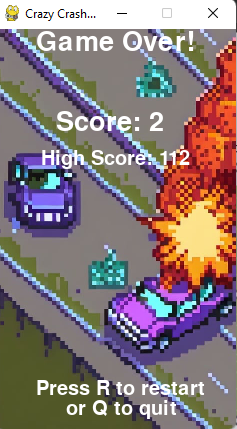 Crazy Crash...
Game Over!
Score: 2
High Score: 112
Press R to restart
or Q to quit